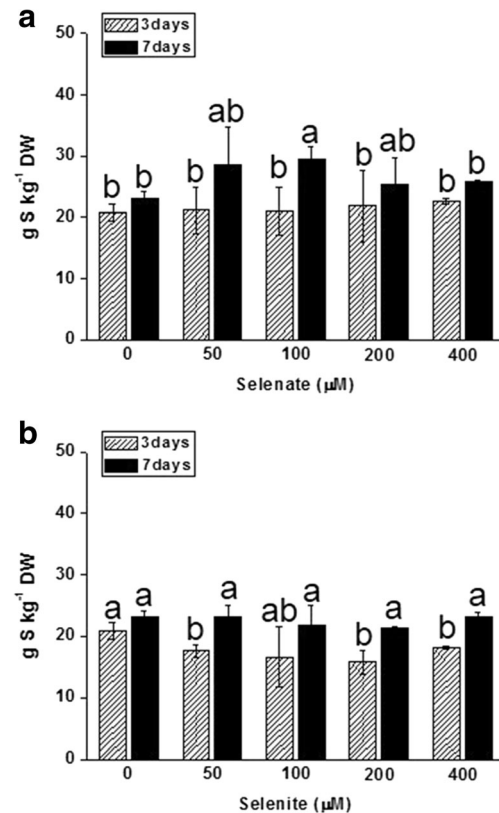 a
50
40
30
20
10
0
g S kg⁻¹ DW
3days
7days
b b b ab b a b ab b b
0 50 100 200 400
Selenate (µM)
b
50
40
30
20
10
0
g S kg⁻¹ DW
3days
7days
a a b a ab a b a b a
0 50 100 200 400
Selenite (µM)